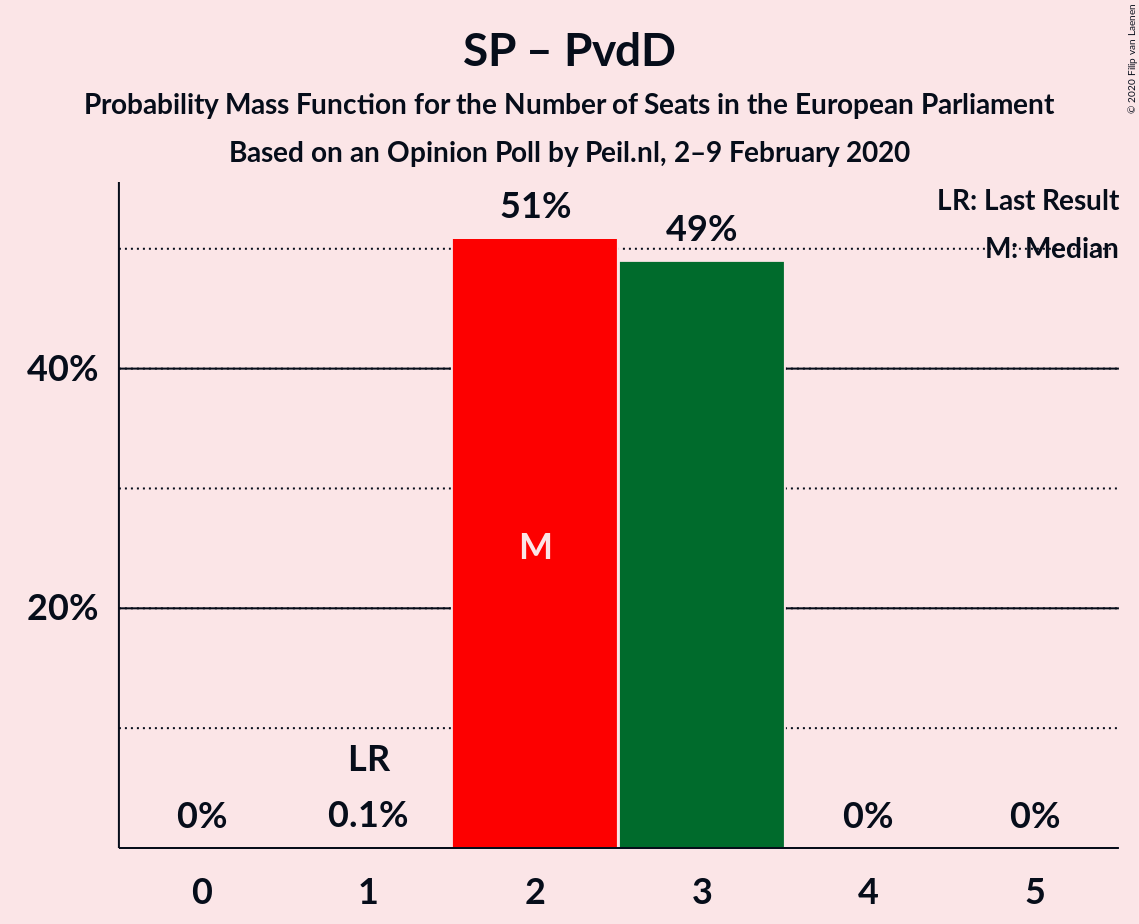 SP – PvdD
Probability Mass Function for the Number of Seats in the European Parliament
Based on an Opinion Poll by Peil.nl, 2–9 February 2020
© 2020 Filip van Laenen
LR: Last Result
M: Median
51%
49%
40%
20%
M
LR
0%
0.1%
0%
0%
0 1 2 3 4 5